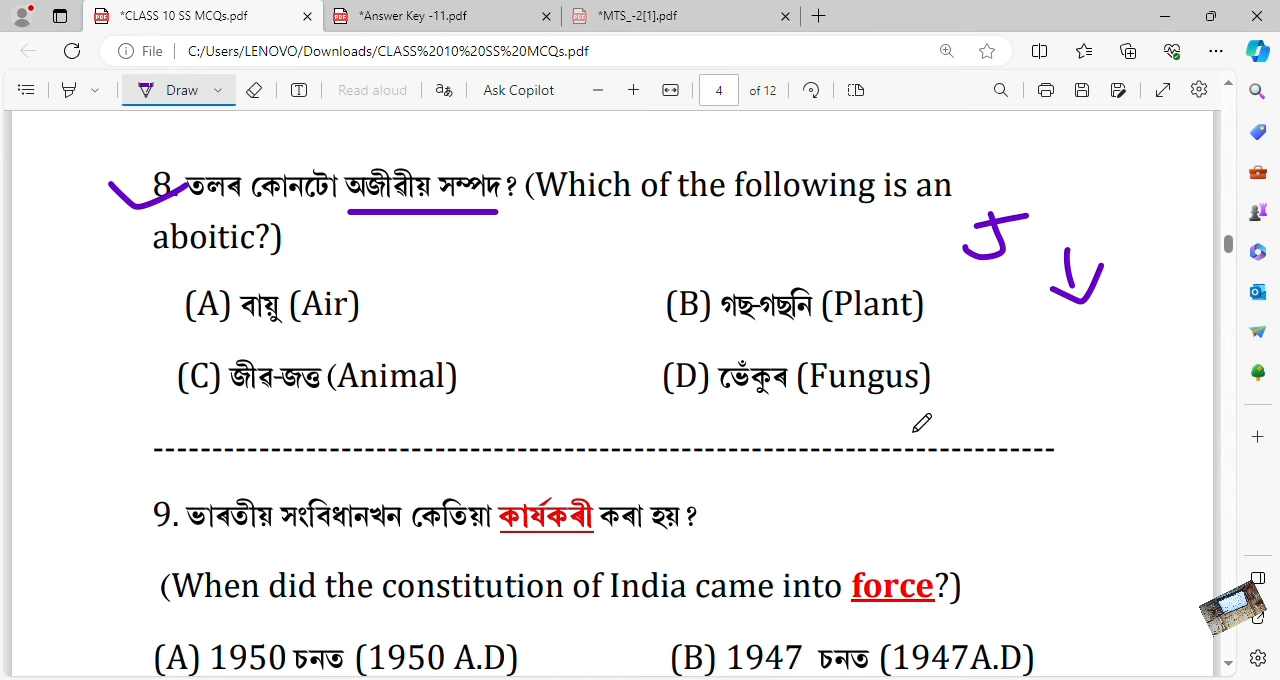 *CLASS 10 SS MCQs.pdf
*Answer Key -11.pdf
*MTS_-2[1].pdf
File
C:/Users/LENOVO/Downloads/CLASS%2010%20SS%20MCQs.pdf
Draw
Read aloud
Ask Copilot
4
of 12
8. তলৰ কোনটো অজীৱীয় সম্পদ? (Which of the following is an
aboitic?)
(A) বায়ু (Air)
(B) গছ-গছনি (Plant)
(C) জীৱ-জত্তু (Animal)
(D) ভেঁকুৰ (Fungus)
9. ভাৰতীয় সংবিধানখন কেতিয়া কাৰ্যকৰী কৰা হয়?
(When did the constitution of India came into force?)
(A) 1950 চনত (1950 A.D)
(B) 1947 চনত (1947A.D)